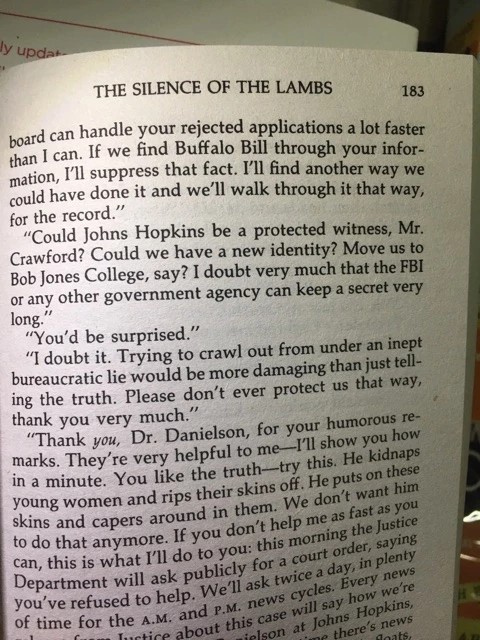 ly updat
THE SILENCE OF THE LAMBS 183
board can handle your rejected applications a lot faster
than I can. If we find Buffalo Bill through your infor-
mation, I'll suppress that fact. I'll find another way we
could have done it and we'll walk through it that way,
for the record."
"Could Johns Hopkins be a protected witness, Mr.
Crawford? Could we have a new identity? Move us to
Bob Jones College, say? I doubt very much that the FBI
or any other government agency can keep a secret very
long."
"You'd be surprised."
"I doubt it. Trying to crawl out from under an inept
bureaucratic lie would be more damaging than just tell-
ing the truth. Please don't ever protect us that way,
thank you very much."
"Thank you, Dr. Danielson, for your humorous re-
marks. They're very helpful to me—I'll show you how
in a minute. You like the truth—try this. He kidnaps
young women and rips their skins off. He puts on these
skins and capers around in them. We don't want him
to do that anymore. If you don't help me as fast as you
can, this is what I'll do to you: this morning the Justice
Department will ask publicly for a court order, saying
you've refused to help. We'll ask twice a day, in plenty
of time for the A.M. and P.M. news cycles. Every news
from Justice about this case will say how we're
nielson at Johns Hopkins,
time there's news